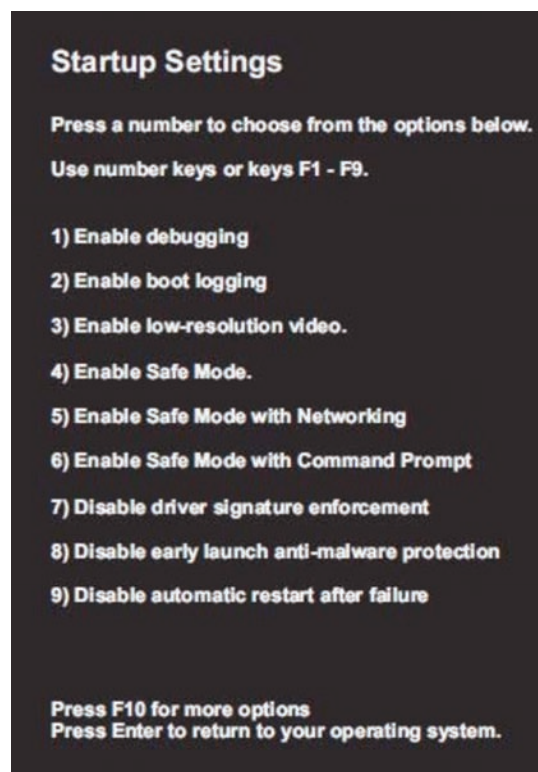 Startup Settings
Press a number to choose from the options below.
Use number keys or keys F1 - F9.
1) Enable debugging
2) Enable boot logging
3) Enable low-resolution video.
4) Enable Safe Mode.
5) Enable Safe Mode with Networking
6) Enable Safe Mode with Command Prompt
7) Disable driver signature enforcement
8) Disable early launch anti-malware protection
9) Disable automatic restart after failure
Press F10 for more options
Press Enter to return to your operating system.